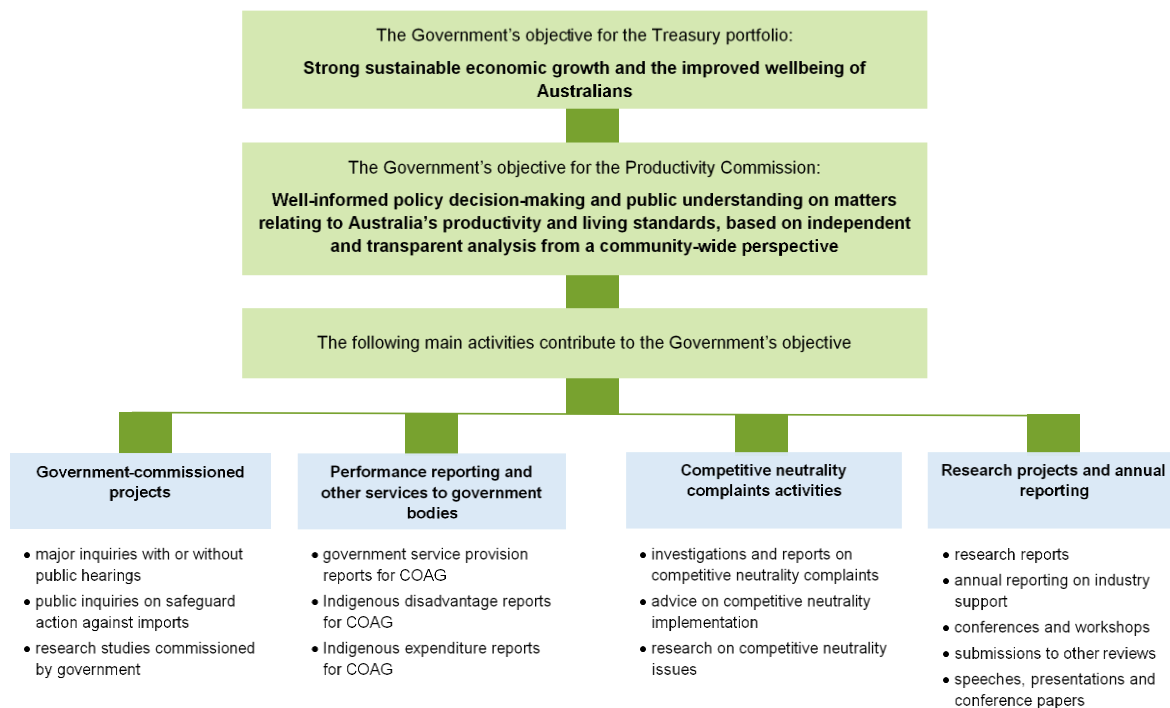 The Government's objective for the Treasury portfolio:
Strong sustainable economic growth and the improved wellbeing of
Australians
The Government's objective for the Productivity Commission:
Well-informed policy decision-making and public understanding on matters
relating to Australia's productivity and living standards, based on independent
and transparent analysis from a community-wide perspective
The following main activities contribute to the Government's objective
Government-commissioned
projects
• major inquiries with or without
public hearings
• public inquiries on safeguard
action against imports
• research studies commissioned
by government
Performance reporting and
other services to government
bodies
• government service provision
reports for COAG
• Indigenous disadvantage reports
for COAG
• Indigenous expenditure reports
for COAG
Competitive neutrality
complaints activities
• investigations and reports on
competitive neutrality complaints
• advice on competitive neutrality
implementation
• research on competitive neutrality
issues
Research projects and annual
reporting
• research reports
• annual reporting on industry
support
• conferences and workshops
• submissions to other reviews
• speeches, presentations and
conference papers